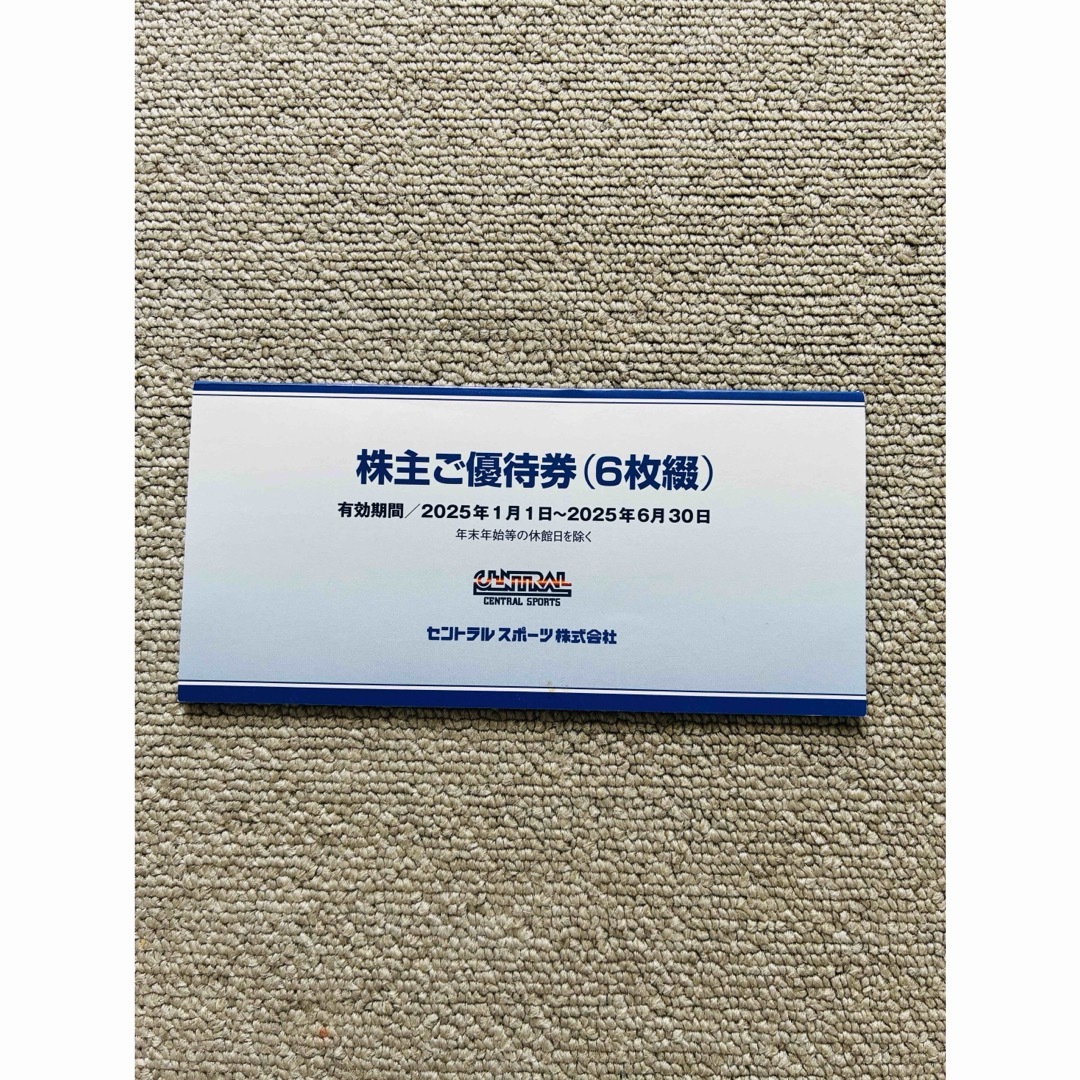 株主ご優待券(6枚綴)
有効期間／2025年1月1日～2025年6月30日
年末年始等の休館日を除く
CENTRAL
CENTRAL SPORTS
セントラルスポーツ株式会社